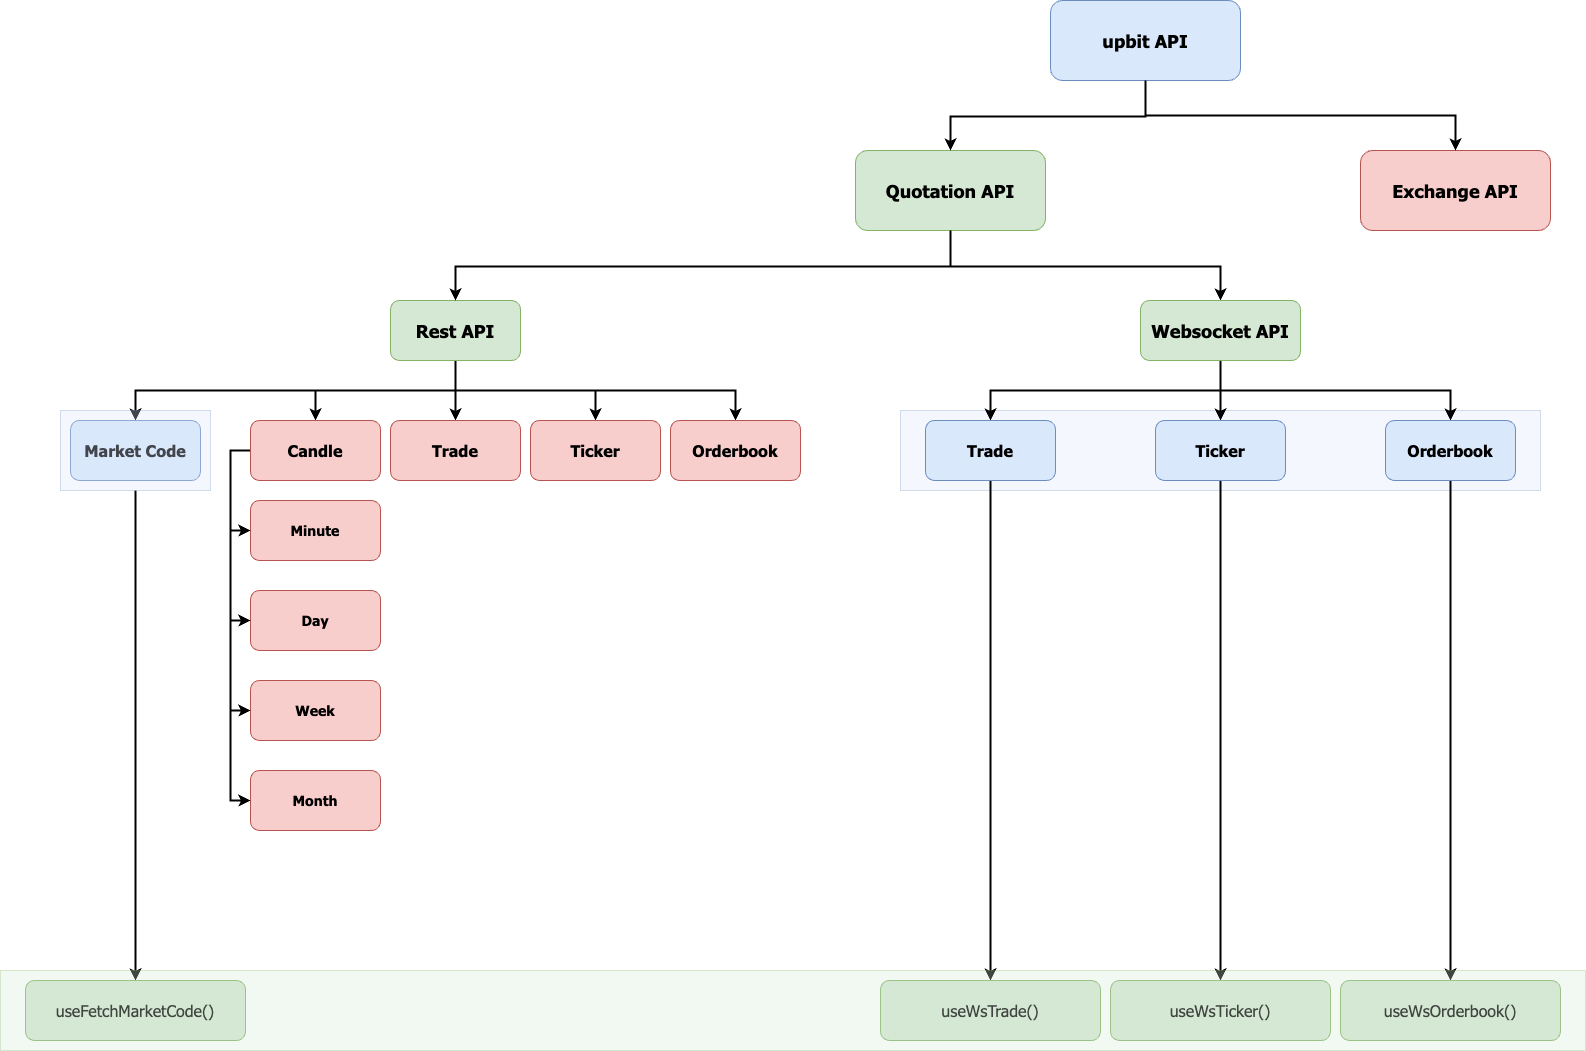 upbit API
Quotation API
Exchange API
Rest API
Websocket API
Market Code
Candle
Trade
Ticker
Orderbook
Trade
Ticker
Orderbook
Minute
Day
Week
Month
useFetchMarketCode()
useWsTrade()
useWsTicker()
useWsOrderbook()